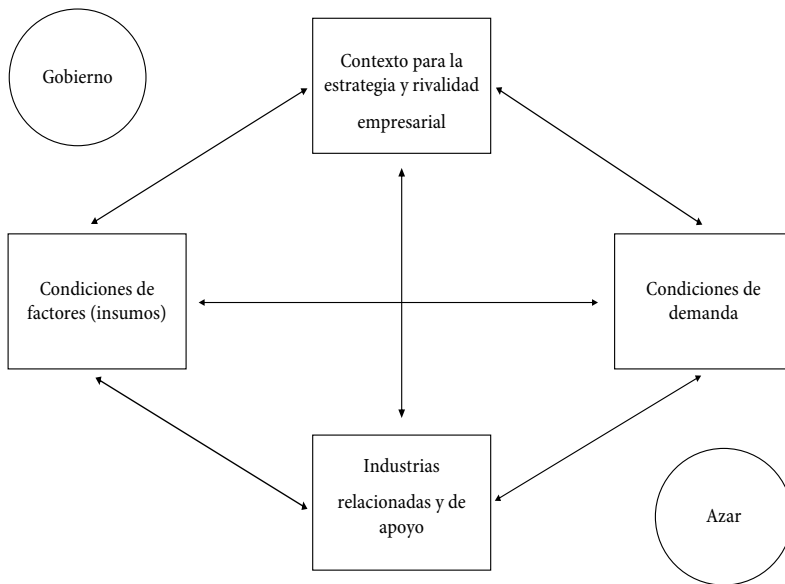 Gobierno
Contexto para la
estrategia y rivalidad
empresarial
Condiciones de
factores (insumos)
Condiciones de
demanda
Industrias
relacionadas y de
apoyo
Azar